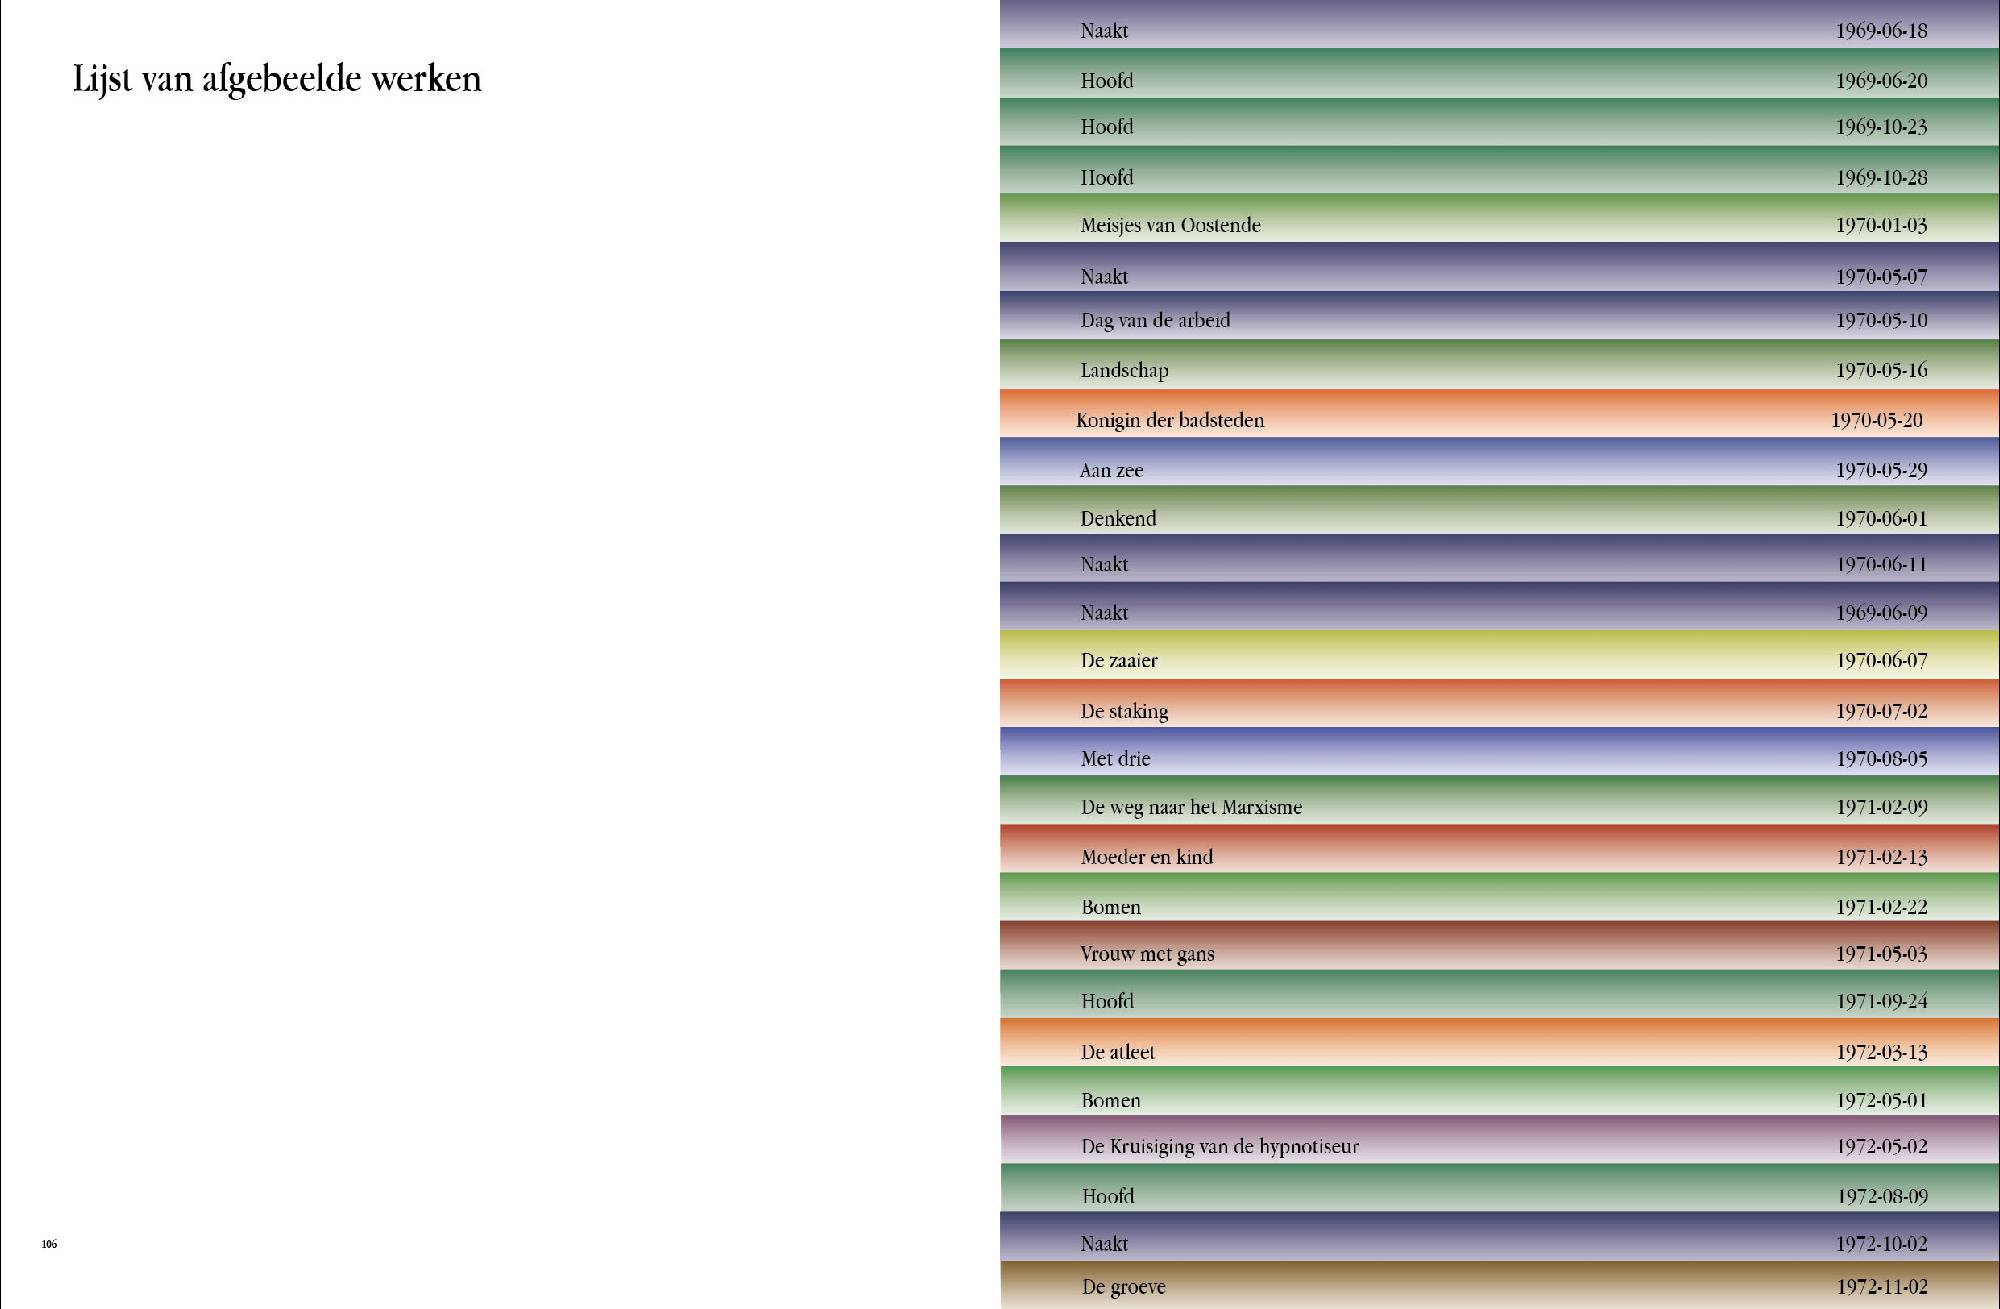 Lijst van afgebeelde werken
106
Naakt 1969-06-18
Hoofd 1969-06-20
Hoofd 1969-10-23
Hoofd 1969-10-28
Meisjes van Oostende 1970-01-03
Naakt 1970-05-07
Dag van de arbeid 1970-05-10
Landschap 1970-05-16
Konigin der badsteden 1970-05-20
Aan zee 1970-05-29
Denkend 1970-06-01
Naakt 1970-06-11
Naakt 1969-06-09
De zaaier 1970-06-07
De staking 1970-07-02
Met drie 1970-08-05
De weg naar het Marxisme 1971-02-09
Moeder en kind 1971-02-13
Bomen 1971-02-22
Vrouw met gans 1971-05-03
Hoofd 1971-09-24
De atleet 1972-03-13
Bomen 1972-05-01
De Kruisiging van de hypnotiseur 1972-05-02
Hoofd 1972-08-09
Naakt 1972-10-02
De groeve 1972-11-02